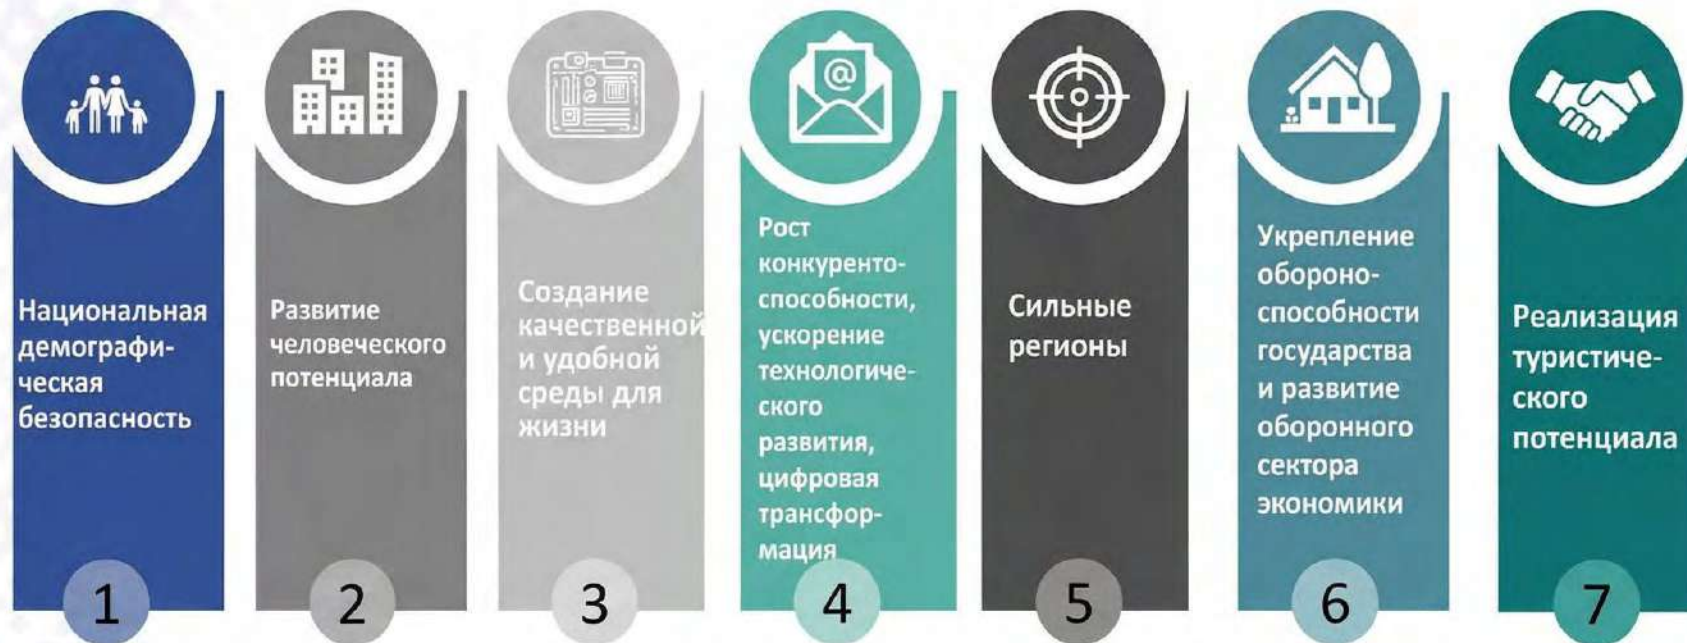 @
Национальная
демографи-
ческая
безопасность
1
Развитие
человеческого
потенциала
2
Создание
качественной
и удобной
среды для
жизни
3
Рост
конкуренто-
способности,
ускорение
технологиче-
ского
развития,
цифровая
трансфор-
мация
4
Сильные
регионы
5
Укрепление
обороно-
способности
государства
и развитие
оборонного
сектора
экономики
6
Реализация
туристиче-
ского
потенциала
7